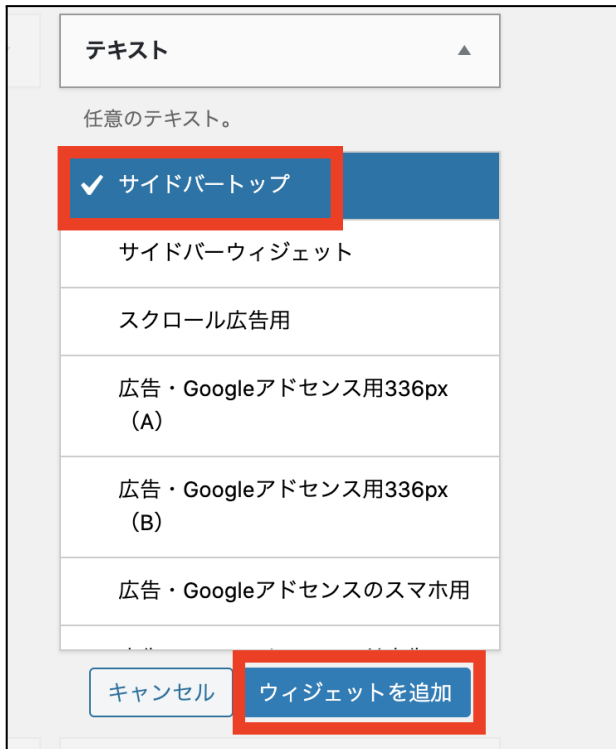 テキスト
任意のテキスト。
サイドバートップ
サイドバーウィジェット
スクロール広告用
広告・Googleアドセンス用336px
（A）
広告・Googleアドセンス用336px
（B）
広告・Googleアドセンスのスマホ用
キャンセル
ウィジェットを追加